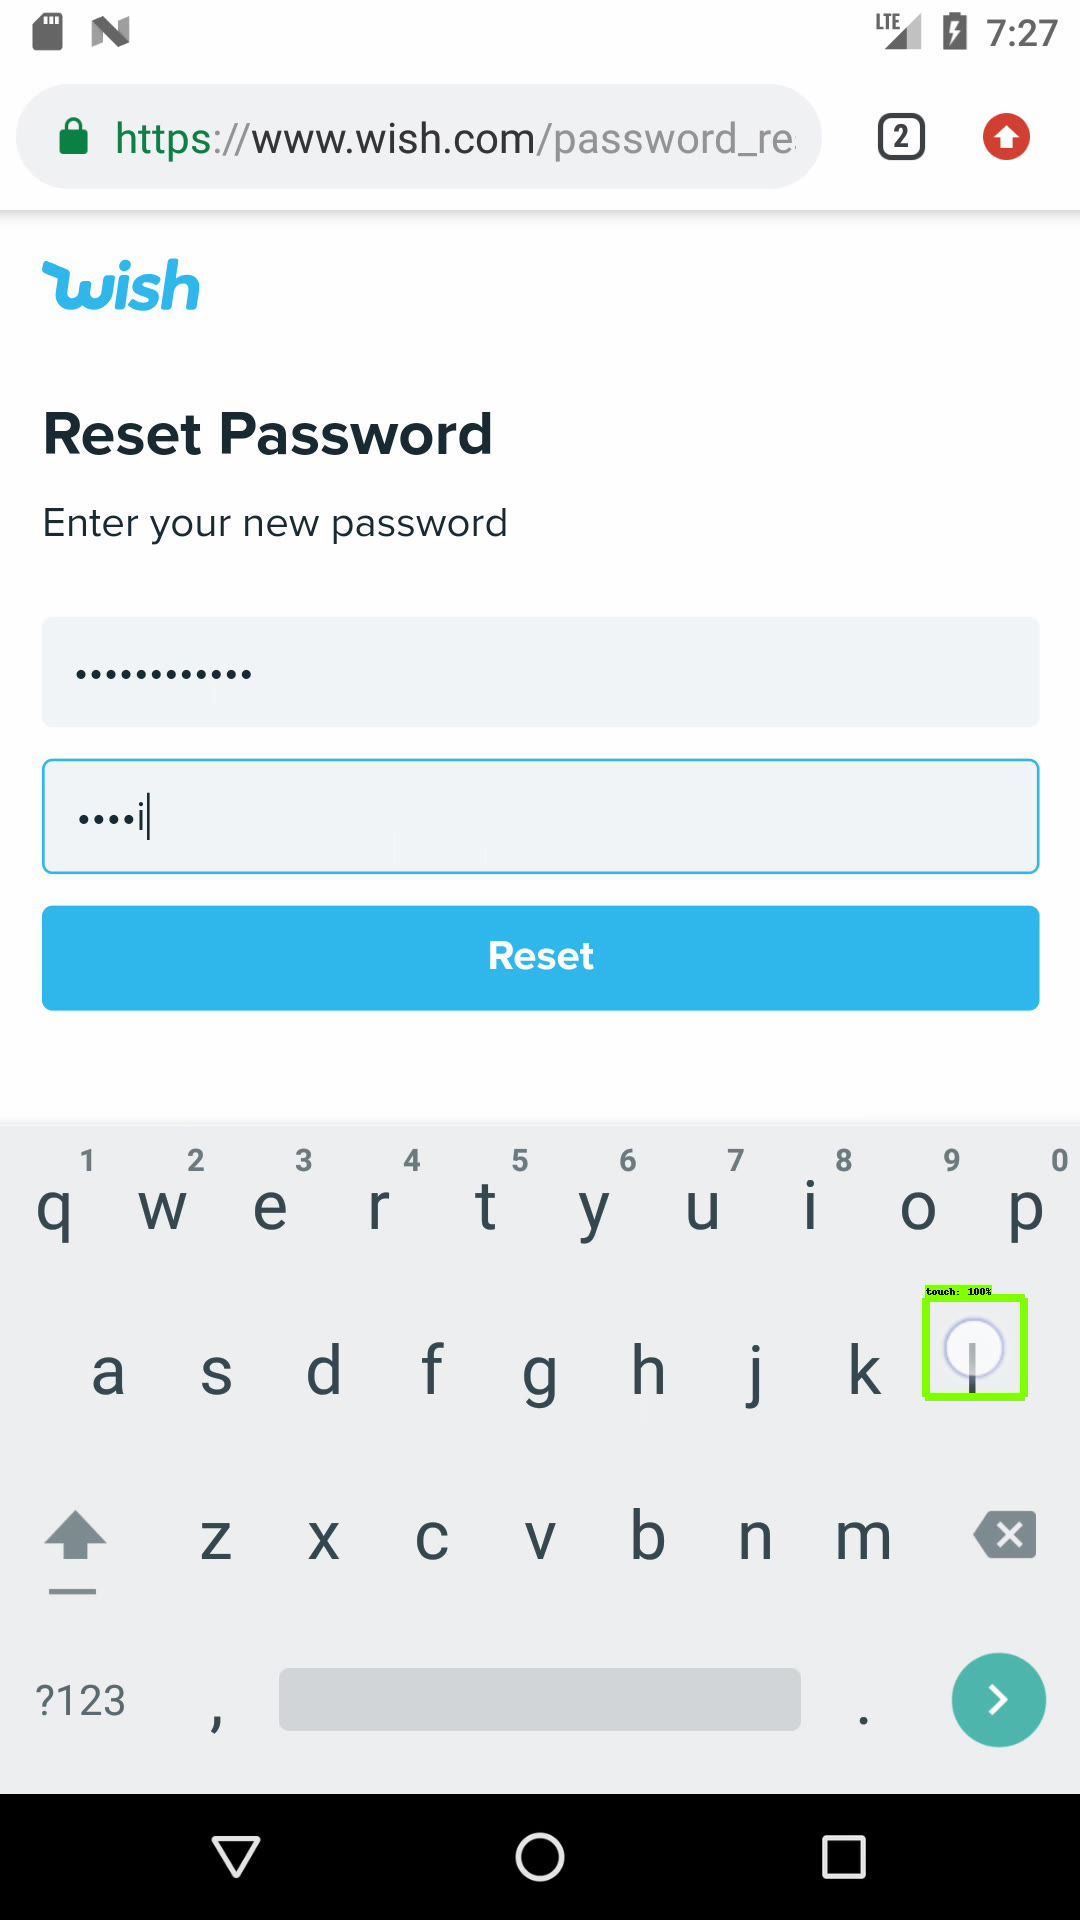 LTE 7:27
https://www.wish.com/password_re
2
wish
Reset Password
Enter your new password
••••••••••••
••••i
Reset
1 2 3 4 5 6 7 8 9 0
q w e r t y u i o p
touch: 100%
a s d f g h j k l
z x c v b n m
?123 , .